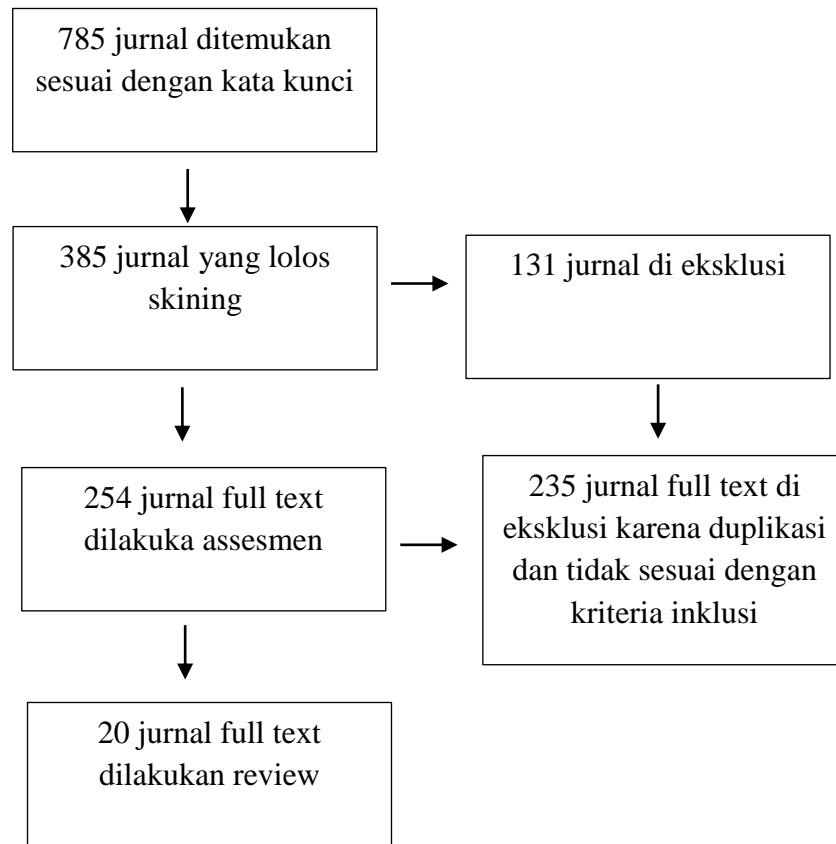 785 jurnal ditemukan
sesuai dengan kata kunci
385 jurnal yang lolos
skining
131 jurnal di eksklusi
254 jurnal full text
dilakuka assesmen
235 jurnal full text di
eksklusi karena duplikasi
dan tidak sesuai dengan
kriteria inklusi
20 jurnal full text
dilakukan review